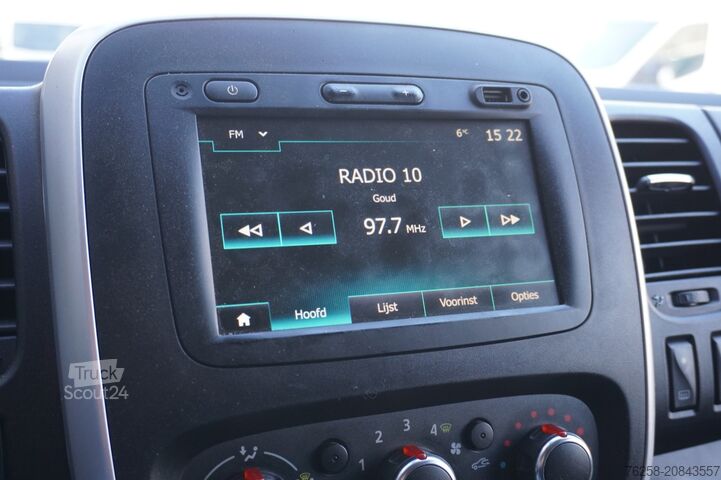 FM
6°C
15 22
RADIO 10
Goud
97.7 MHz
Hoofd
Lijst
Voorinst
Opties
Truck
Scout24
1 2 3 4
76258-20843557